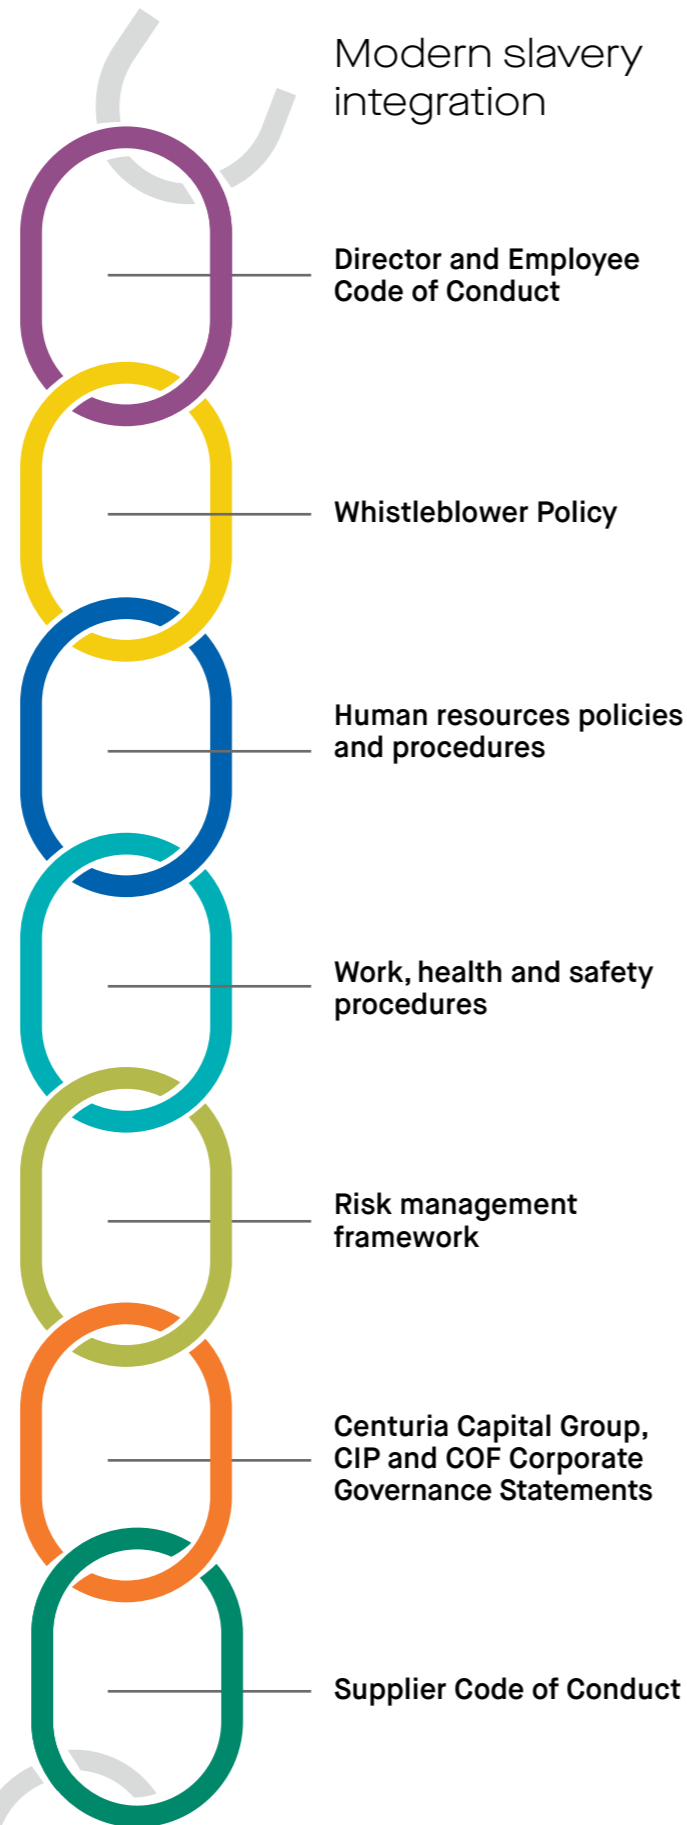 Modern slavery
integration
Director and Employee
Code of Conduct
Whistleblower Policy
Human resources policies
and procedures
Work, health and safety
procedures
Risk management
framework
Centuria Capital Group,
CIP and COF Corporate
Governance Statements
Supplier Code of Conduct